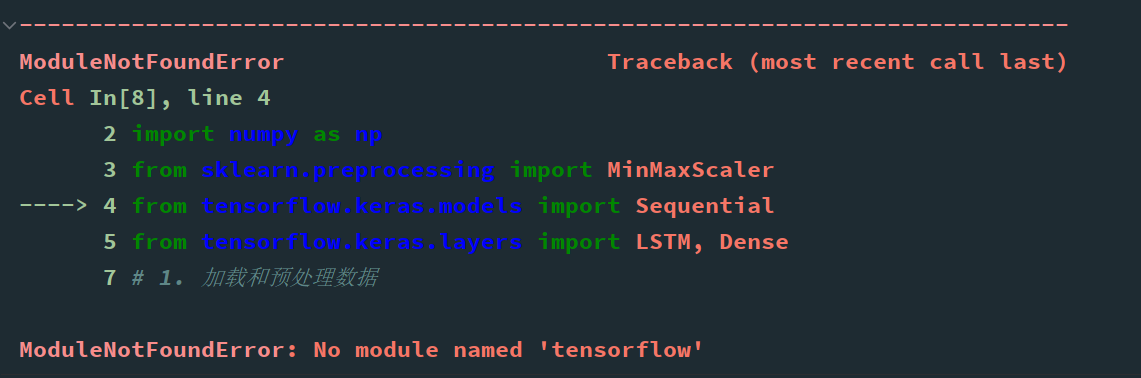 ---------------------------------------------------------------------------
ModuleNotFoundError                       Traceback (most recent call last)
Cell In[8], line 4
      2 import numpy as np
      3 from sklearn.preprocessing import MinMaxScaler
----> 4 from tensorflow.keras.models import Sequential
      5 from tensorflow.keras.layers import LSTM, Dense
      7 # 1. 加载和预处理数据
ModuleNotFoundError: No module named 'tensorflow'